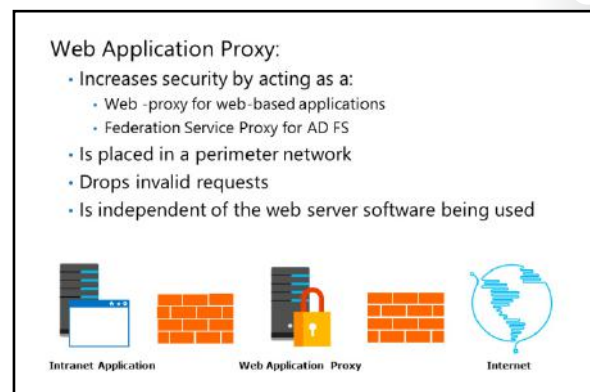 Web Application Proxy:
• Increases security by acting as a:
• Web -proxy for web-based applications
• Federation Service Proxy for AD FS
• Is placed in a perimeter network
• Drops invalid requests
• Is independent of the web server software being used
Intranet Application
Web Application Proxy
Internet